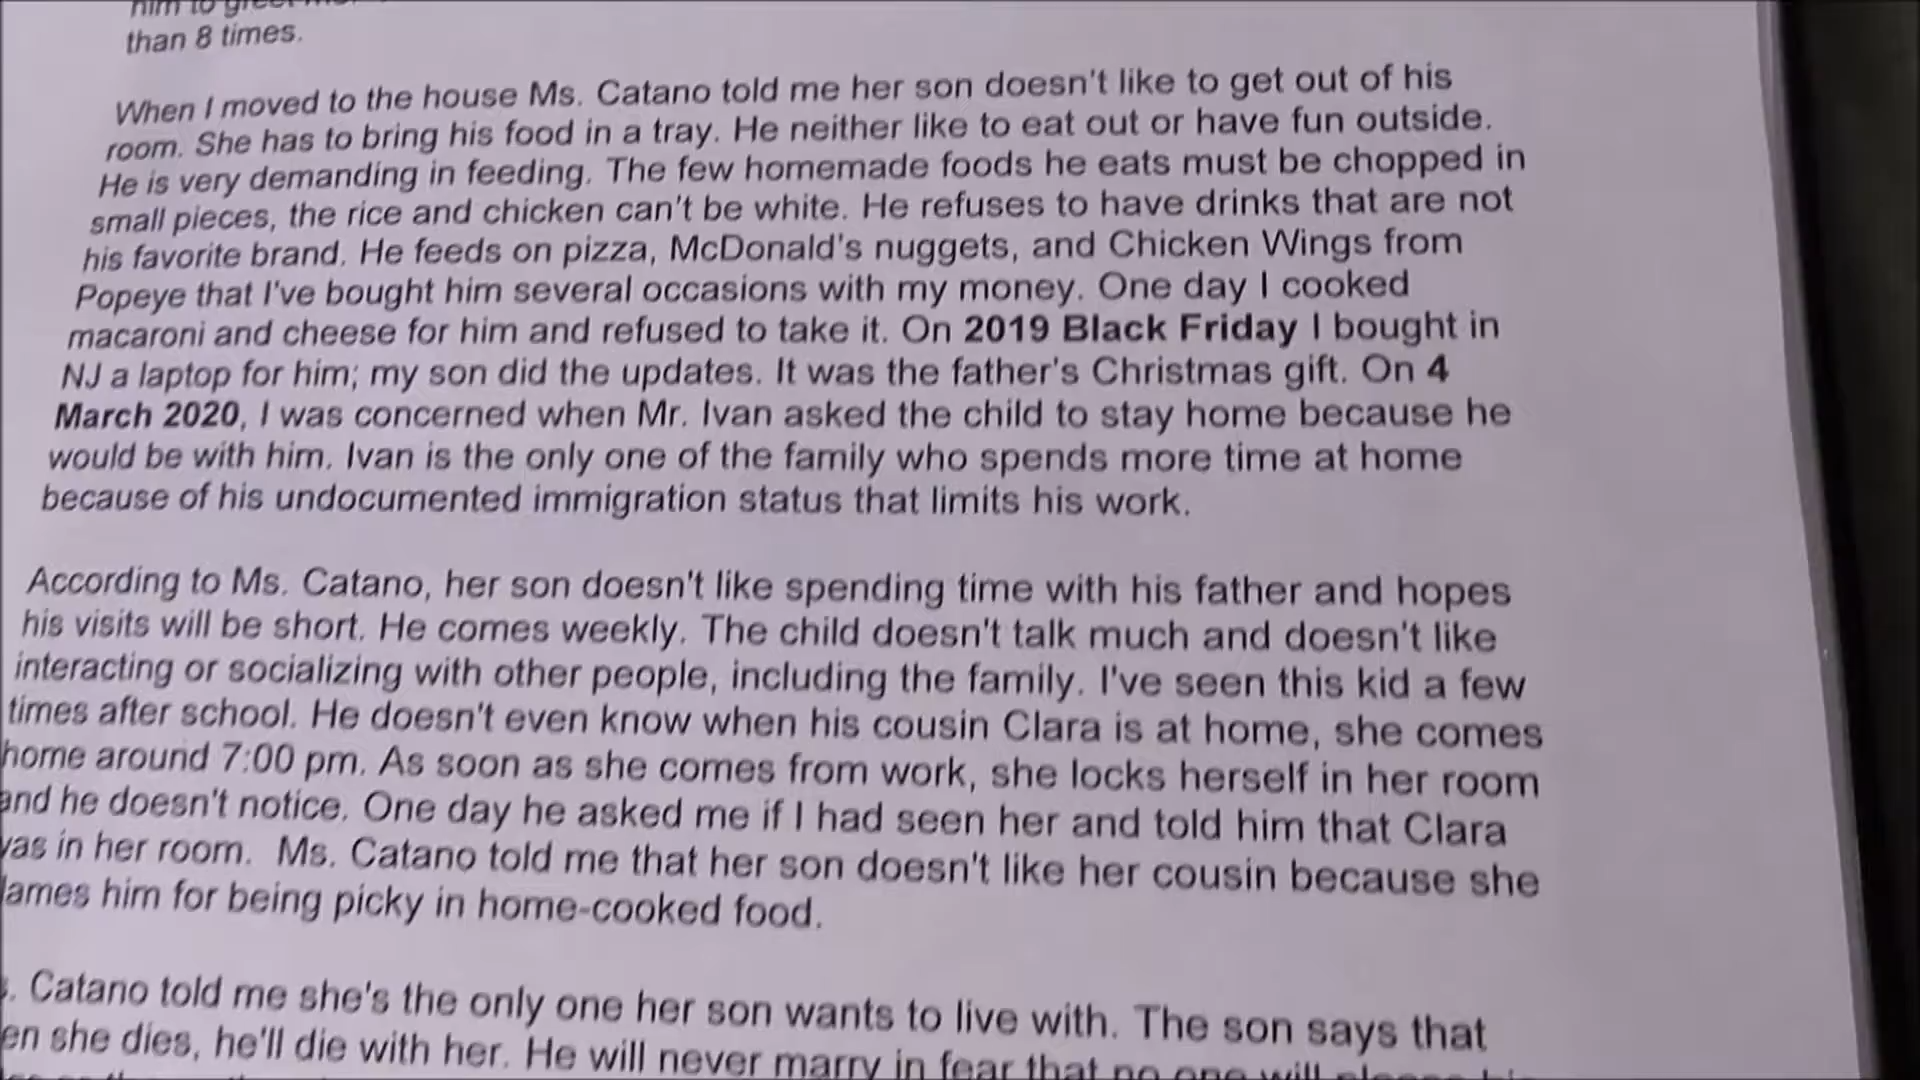 him to
than 8 times.
When I moved to the house Ms. Catano told me her son doesn't like to get out of his
room. She has to bring his food in a tray. He neither like to eat out or have fun outside.
He is very demanding in feeding. The few homemade foods he eats must be chopped in
small pieces, the rice and chicken can't be white. He refuses to have drinks that are not
his favorite brand. He feeds on pizza, McDonald's nuggets, and Chicken Wings from
Popeye that I've bought him several occasions with my money. One day I cooked
macaroni and cheese for him and refused to take it. On 2019 Black Friday I bought in
NJ a laptop for him; my son did the updates. It was the father's Christmas gift. On 4
March 2020, I was concerned when Mr. Ivan asked the child to stay home because he
would be with him. Ivan is the only one of the family who spends more time at home
because of his undocumented immigration status that limits his work.
According to Ms. Catano, her son doesn't like spending time with his father and hopes
his visits will be short. He comes weekly. The child doesn't talk much and doesn't like
interacting or socializing with other people, including the family. I've seen this kid a few
times after school. He doesn't even know when his cousin Clara is at home, she comes
home around 7:00 pm. As soon as she comes from work, she locks herself in her room
and he doesn't notice. One day he asked me if I had seen her and told him that Clara
was in her room. Ms. Catano told me that her son doesn't like her cousin because she
lames him for being picky in home-cooked food.
. Catano told me she's the only one her son wants to live with. The son says that
en she dies, he'll die with her. He will never marry in fear that no one will